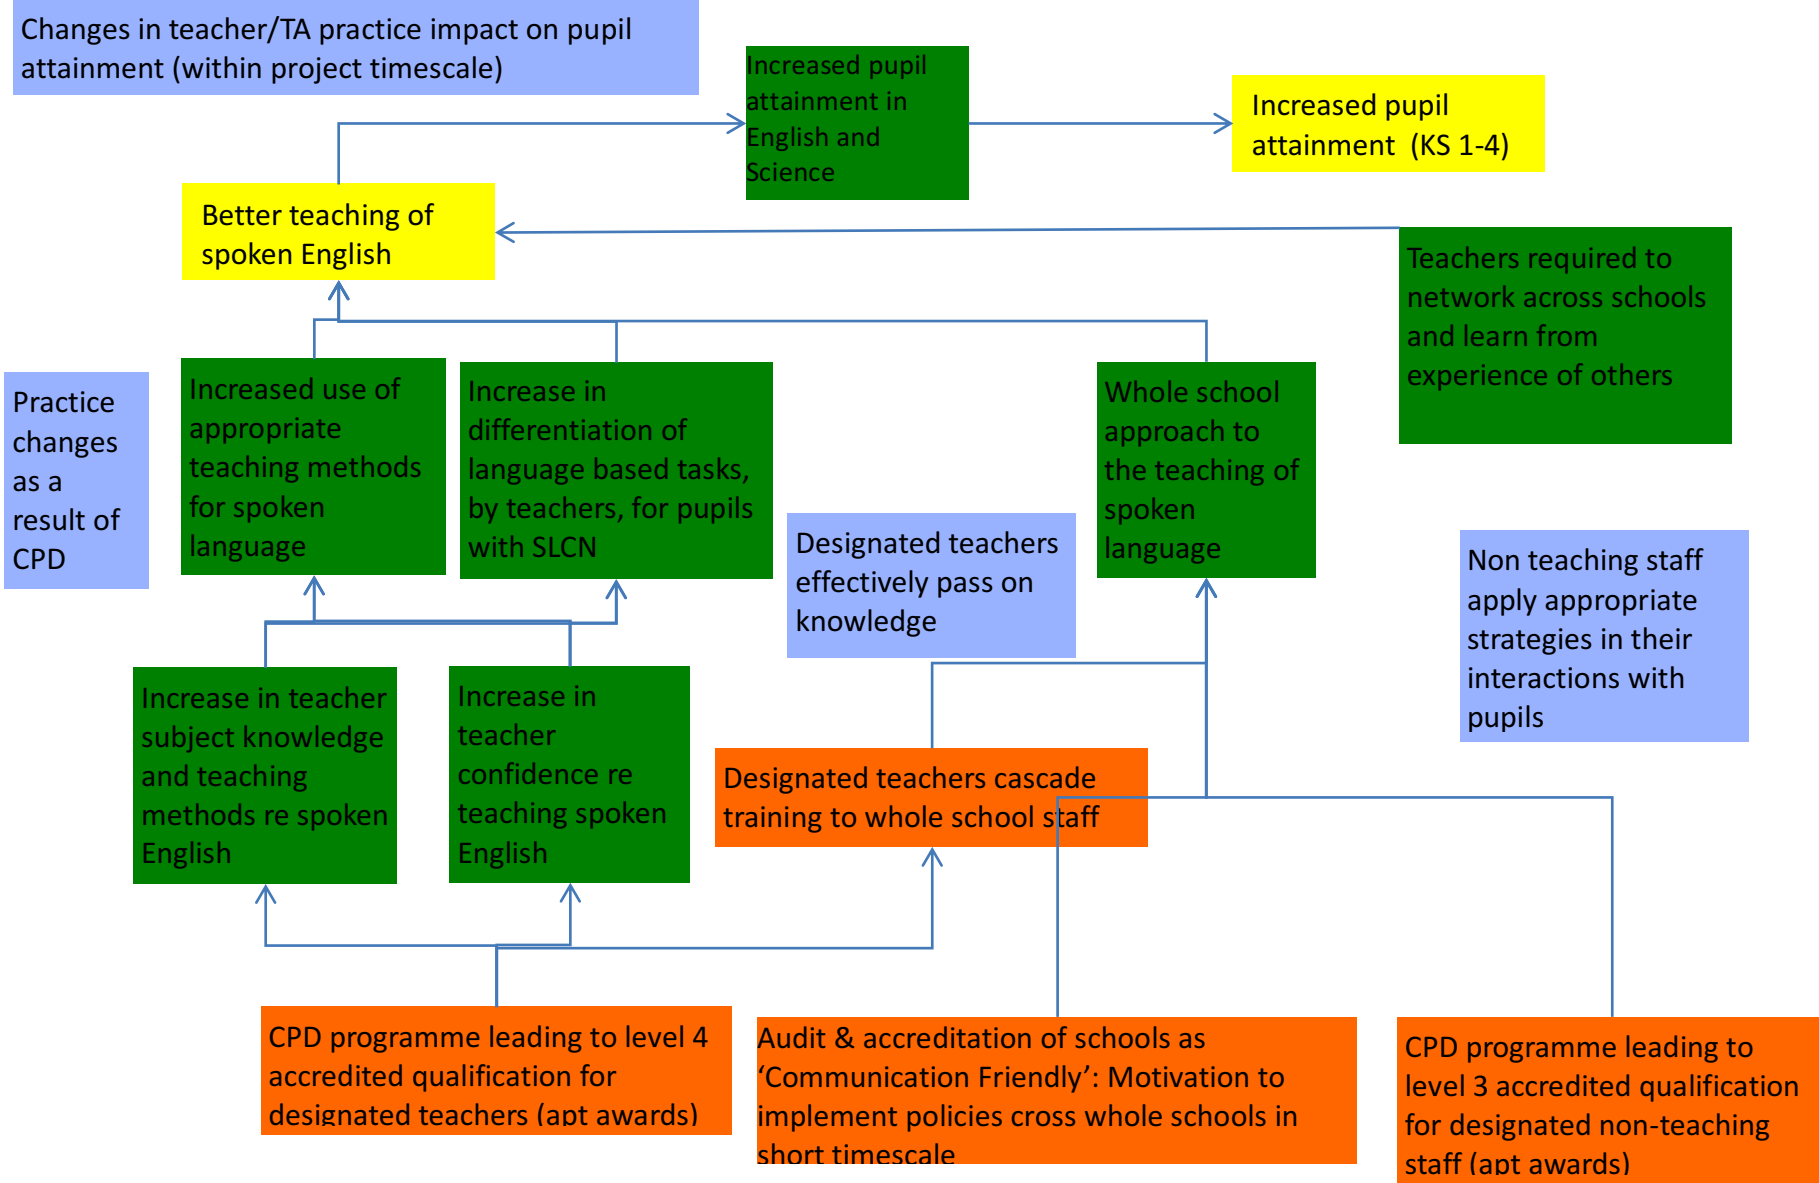 Changes in teacher/TA practice impact on pupil
attainment (within project timescale)
Increased pupil
attainment in
English and
Science
Increased pupil
attainment  (KS 1-4)
Better teaching of
spoken English
Teachers required to
network across schools
and learn from
experience of others
Practice
changes
as a
result of
CPD
Increased use of
appropriate
teaching methods
for spoken
language
Increase in
differentiation of
language based tasks,
by teachers, for pupils
with SLCN
Whole school
approach to
the teaching of
spoken
language
Designated teachers
effectively pass on
knowledge
Non teaching staff
apply appropriate
strategies in their
interactions with
pupils
Increase in teacher
subject knowledge
and teaching
methods re spoken
English
Increase in
teacher
confidence re
teaching spoken
English
Designated teachers cascade
training to whole school staff
CPD programme leading to level 4
accredited qualification for
designated teachers (apt awards)
Audit & accreditation of schools as
‘Communication Friendly’: Motivation to
implement policies cross whole schools in
short timescale
CPD programme leading to
level 3 accredited qualification
for designated non-teaching
staff (apt awards)